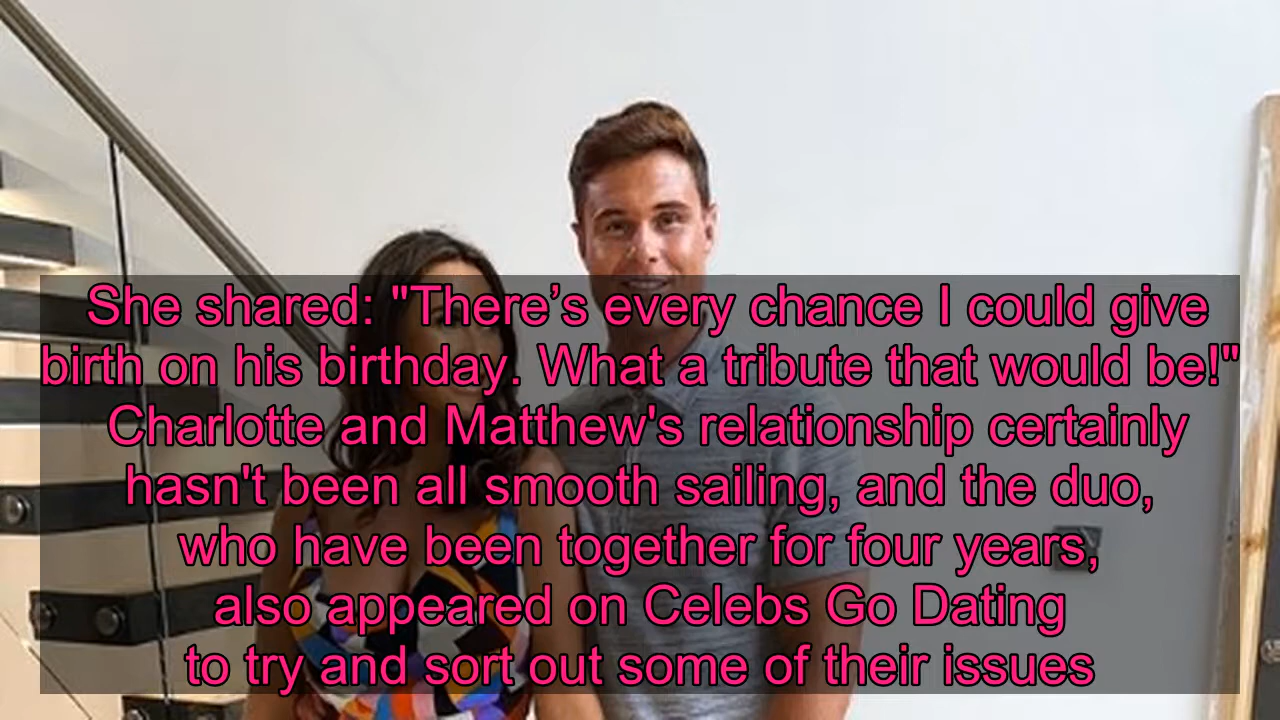 She shared: "There’s every chance I could give
birth on his birthday. What a tribute that would be!"
Charlotte and Matthew's relationship certainly
hasn't been all smooth sailing, and the duo,
who have been together for four years,
also appeared on Celebs Go Dating
to try and sort out some of their issues